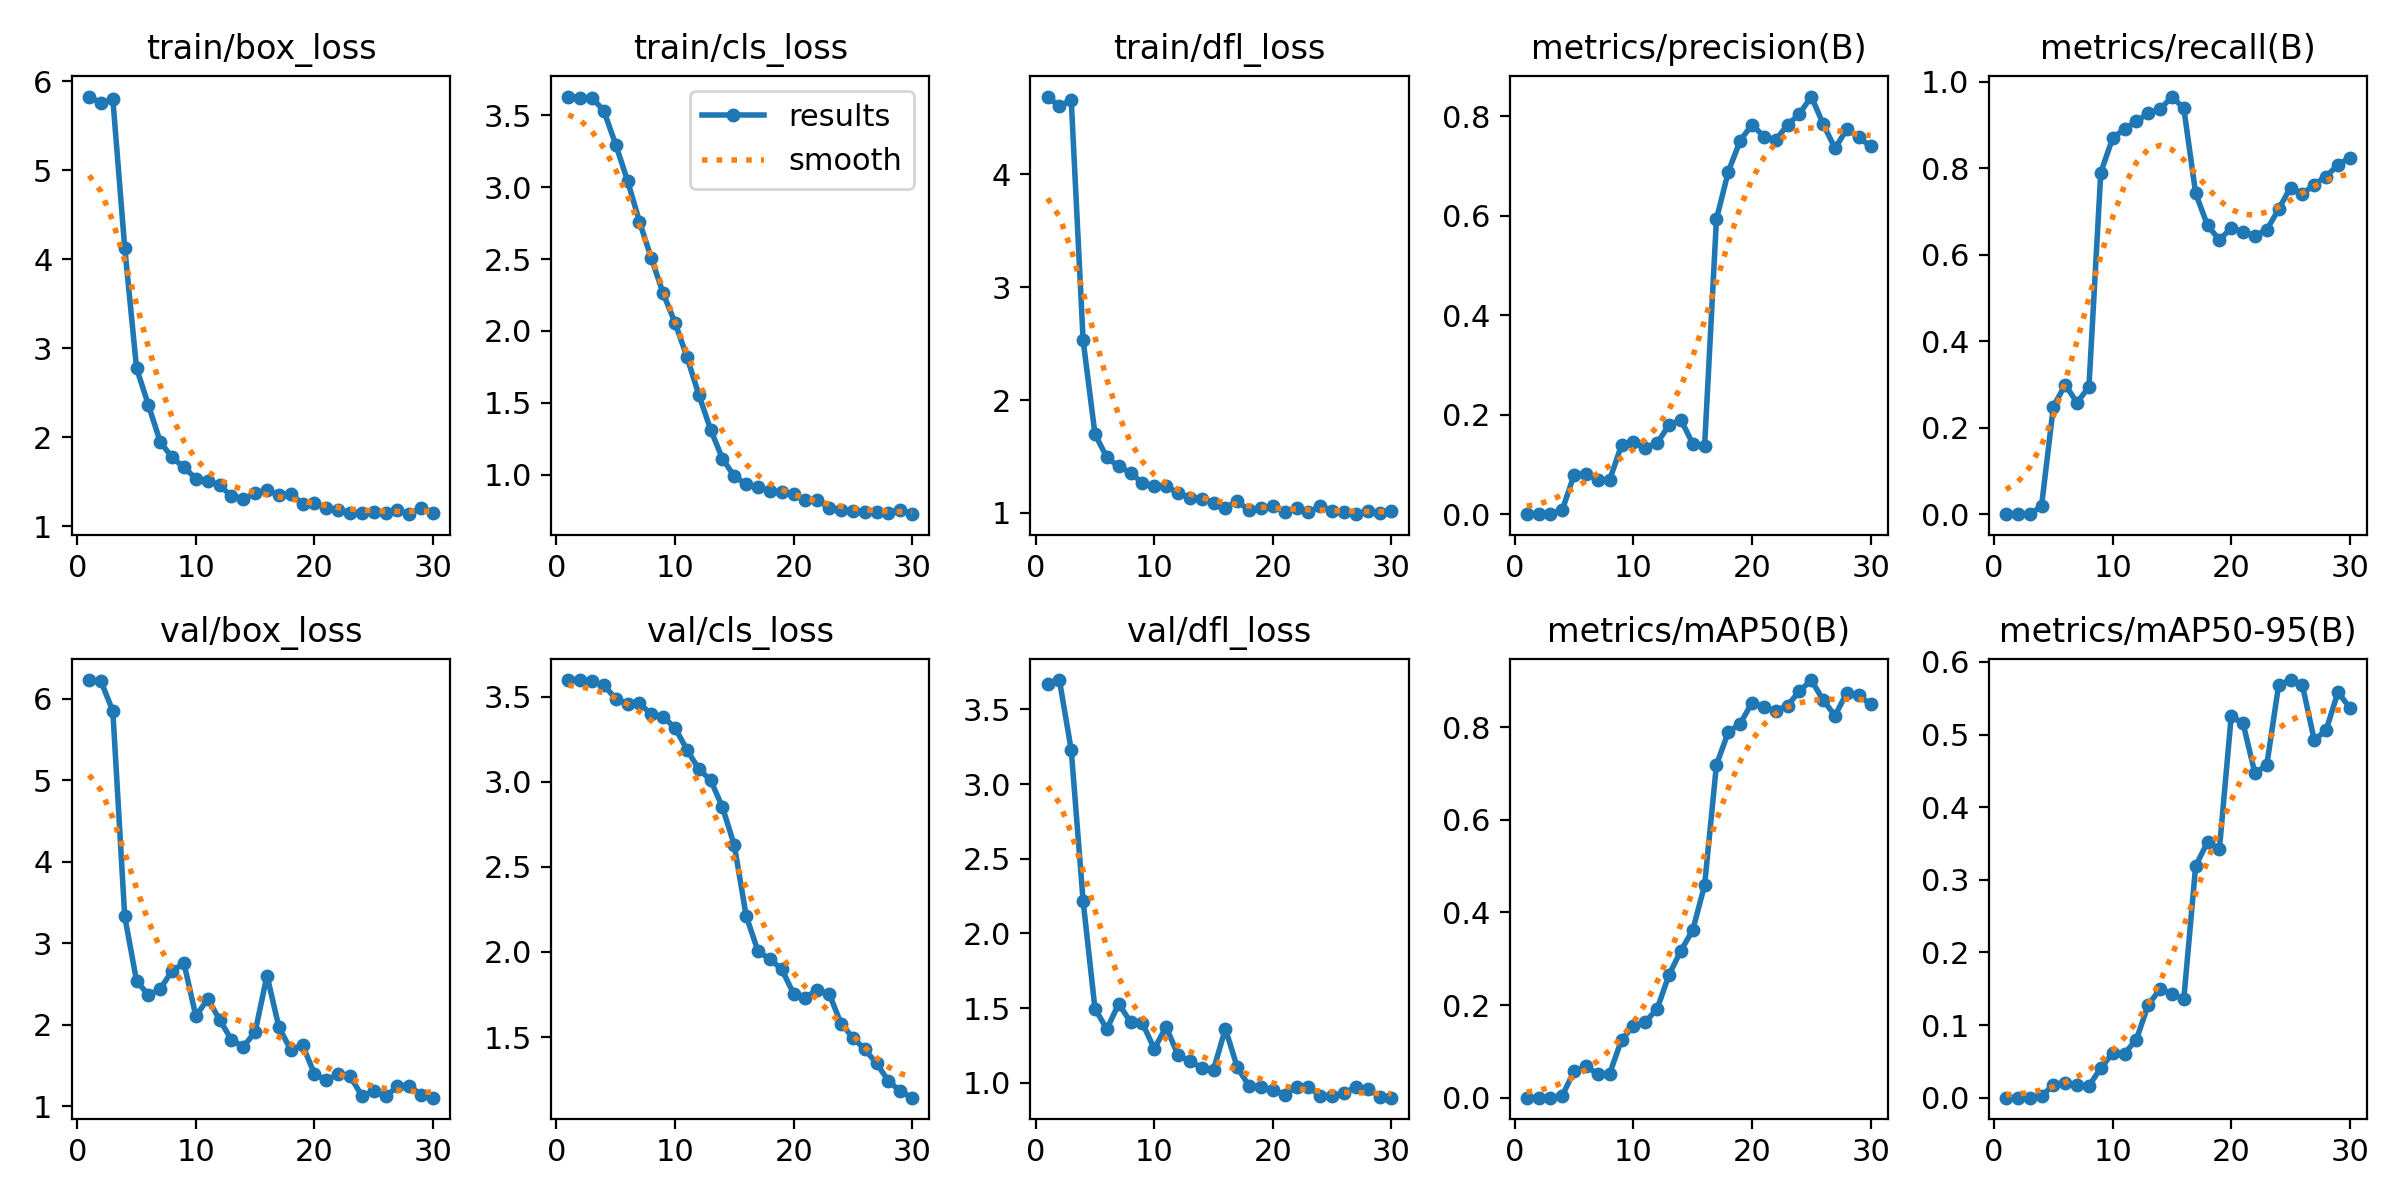 train/box_loss
6
5
4
3
2
1
0 10 20 30
train/cls_loss
results
smooth
3.5
3.0
2.5
2.0
1.5
1.0
0 10 20 30
train/dfl_loss
4
3
2
1
0 10 20 30
metrics/precision(B)
0.8
0.6
0.4
0.2
0.0
0 10 20 30
metrics/recall(B)
1.0
0.8
0.6
0.4
0.2
0.0
0 10 20 30
val/box_loss
6
5
4
3
2
1
0 10 20 30
val/cls_loss
3.5
3.0
2.5
2.0
1.5
0 10 20 30
val/dfl_loss
3.5
3.0
2.5
2.0
1.5
1.0
0 10 20 30
metrics/mAP50(B)
0.8
0.6
0.4
0.2
0.0
0 10 20 30
metrics/mAP50-95(B)
0.6
0.5
0.4
0.3
0.2
0.1
0.0
0 10 20 30